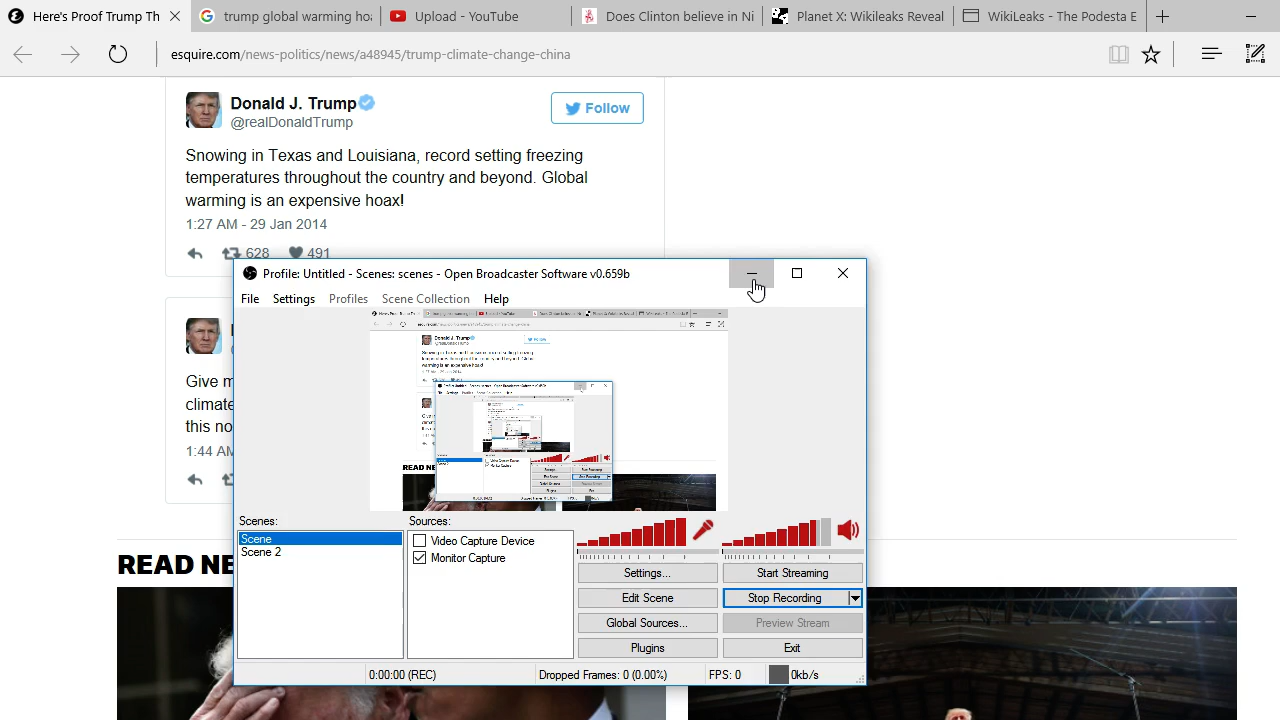 Here's Proof Trump Th
trump global warming ho
Upload - YouTube
Does Clinton believe in Ni
Planet X: Wikileaks Reveal
WikiLeaks - The Podesta E
esquire.com/news-politics/news/a48945/trump-climate-change-china
Donald J. Trump
@realDonaldTrump
Follow
Snowing in Texas and Louisiana, record setting freezing
temperatures throughout the country and beyond. Global
warming is an expensive hoax!
1:27 AM - 29 Jan 2014
628 491
Profile: Untitled - Scenes: scenes - Open Broadcaster Software v0.659b
File Settings Profiles Scene Collection Help
Give m
climate
this no
1:44 AM
READ NE
Scenes:
Scene
Scene 2
Sources:
Video Capture Device
Monitor Capture
Settings...
Start Streaming
Edit Scene
Stop Recording
Global Sources...
Preview Stream
Plugins
Exit
0:00:00 (REC)
Dropped Frames: 0 (0.00%)
FPS: 0
0kb/s